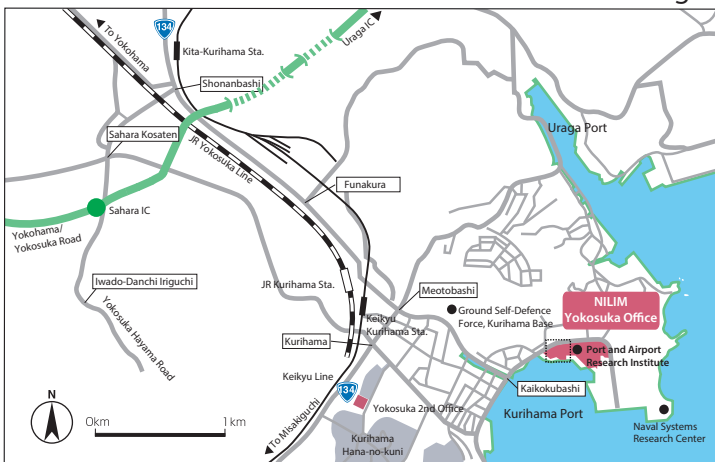 To Yokohama
134
Kita-Kurihama Sta.
Uraga IC
Shonanbashi
Sahara Kosaten
JR Yokosuka Line
Uraga Port
Funakura
Sahara IC
Yokohama/
Yokosuka Road
Iwado-Danchi Iriguchi
Yokosuka Hayama Road
JR Kurihama Sta.
Meotobashi
Ground Self-Defence
Force, Kurihama Base
NILIM
Yokosuka Office
Keikyu
Kurihama Sta.
Kurihama
Port and Airport
Research Institute
Keikyu Line
134
Kaikokubashi
Yokosuka 2nd Office
Kurihama Port
N
0km
1 km
To Misakiguchi
Kurihama
Hana-no-kuni
Naval Systems
Research Center